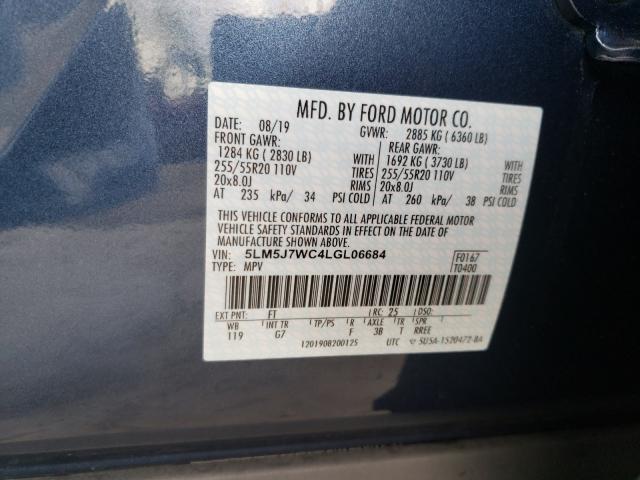 MFD. BY FORD MOTOR CO.
DATE: 08/19 GVWR: 2885 KG ( 6360 LB)
FRONT GAWR: REAR GAWR:
1284 KG ( 2830 LB) WITH 1692 KG ( 3730 LB) WITH
255/55R20 110V TIRES 255/55R20 110V TIRES
20x8.0J RIMS 20x8.0J RIMS
AT 235 kPa/ 34 PSI COLD AT 260 kPa/ 38 PSI COLD
THIS VEHICLE CONFORMS TO ALL APPLICABLE FEDERAL MOTOR
VEHICLE SAFETY STANDARDS IN EFFECT ON THE DATE OF
MANUFACTURE SHOWN ABOVE.
VIN: 5LM5J7WC4LGL06684 F0167
TYPE: MPV T0400
EXT PNT: FT RC: 25 DSO:
WB INT TR TP/PS R AXLE TR SPR
119 G7 F 3B T RREE
1201908200125 UTC 5U5A-1520472-BA